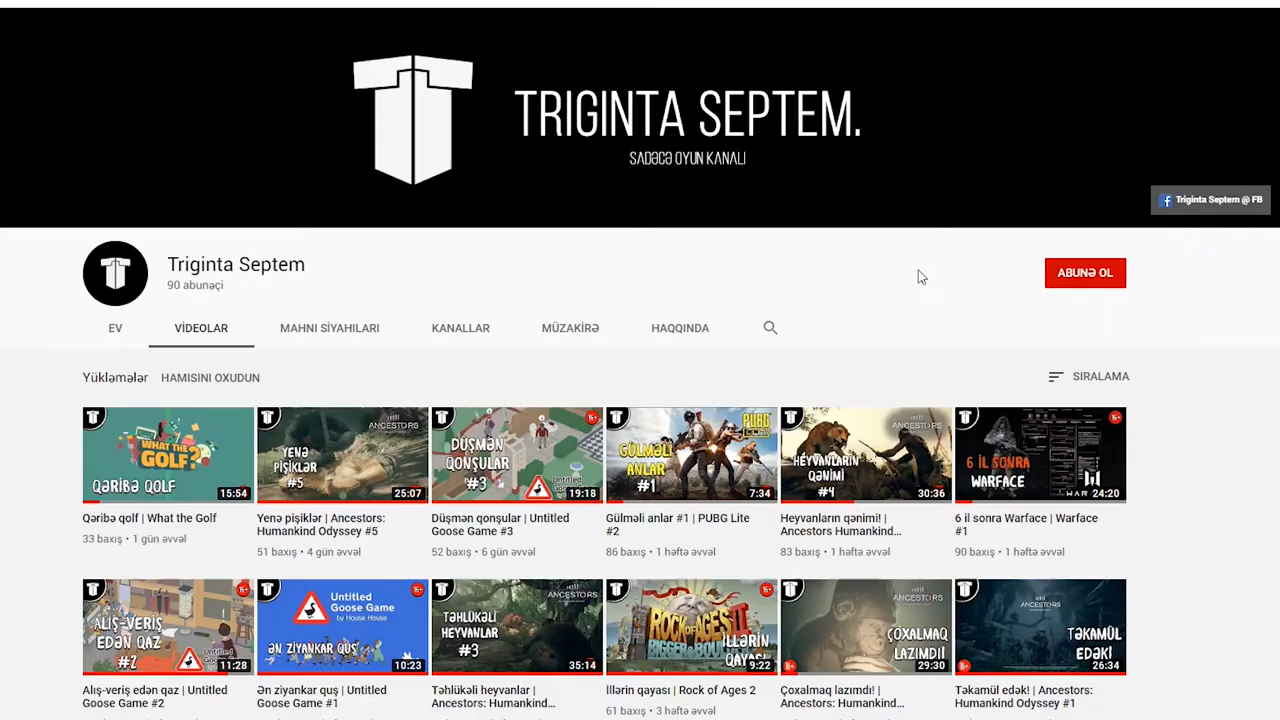 TRIGINTA SEPTEM.
SADƏCƏ OYUN KANALI
Triginta Septem @ FB
Triginta Septem
90 abunəçi
ABUNƏ OL
EV
VİDEOLAR
MAHNI SİYAHILARI
KANALLAR
MÜZAKİRƏ
HAQQINDA
Yükləmələr
HAMISINI OXUDUN
SIRALAMA
WHAT THE
GOLF?
QƏRİBƏ QOLF
15:54
ANCESTORS
YENƏ
PİŞİKLƏR
#5
25:07
16+
DÜŞMƏN
QONŞULAR
#3
Untitled
19:18
PUBG
GÜLMƏLİ
ANLAR
#1
7:34
ANCESTORS
HEYVANLARIN
QƏNİMİ
#4
30:36
16+
6 IL SONRA
WARFACE
24:20
Qəribə qolf | What the Golf
33 baxış • 1 gün əvvəl
Yenə pişiklər | Ancestors:
Humankind Odyssey #5
51 baxış • 4 gün əvvəl
Düşmən qonşular | Untitled
Goose Game #3
52 baxış • 6 gün əvvəl
Gülməli anlar #1 | PUBG Lite
#2
86 baxış • 1 həftə əvvəl
Heyvanların qənimi! |
Ancestors Humankind...
83 baxış • 1 həftə əvvəl
6 il sonra Warface | Warface
#1
90 baxış • 1 həftə əvvəl
16+
ALIŞ-VERİŞ
EDƏN QAZ
#2
11:28
16+
Untitled
Goose Game
by House House
ƏN ZİYANKAR QUŞ
10:23
ANCESTORS
TƏHLÜKƏLİ
HEYVANLAR
#3
35:14
16+
ROCK OF AGES II
BIGGER & BOULDER
İLLƏRİN
QAYASI
9:22
ANCESTORS
ÇOXALMAQ
LAZIMDI!
16+
29:30
ANCESTORS
TƏKAMÜL
EDƏK!
16+
26:34
Alış-veriş edən qaz | Untitled
Goose Game #2
Ən ziyankar quş | Untitled
Goose Game #1
Təhlükəli heyvanlar |
Ancestors: Humankind...
İllərin qayası | Rock of Ages 2
61 baxış • 3 həftə əvvəl
Çoxalmaq lazımdı! |
Ancestors: Humankind...
Təkamül edək! | Ancestors:
Humankind Odyssey #1